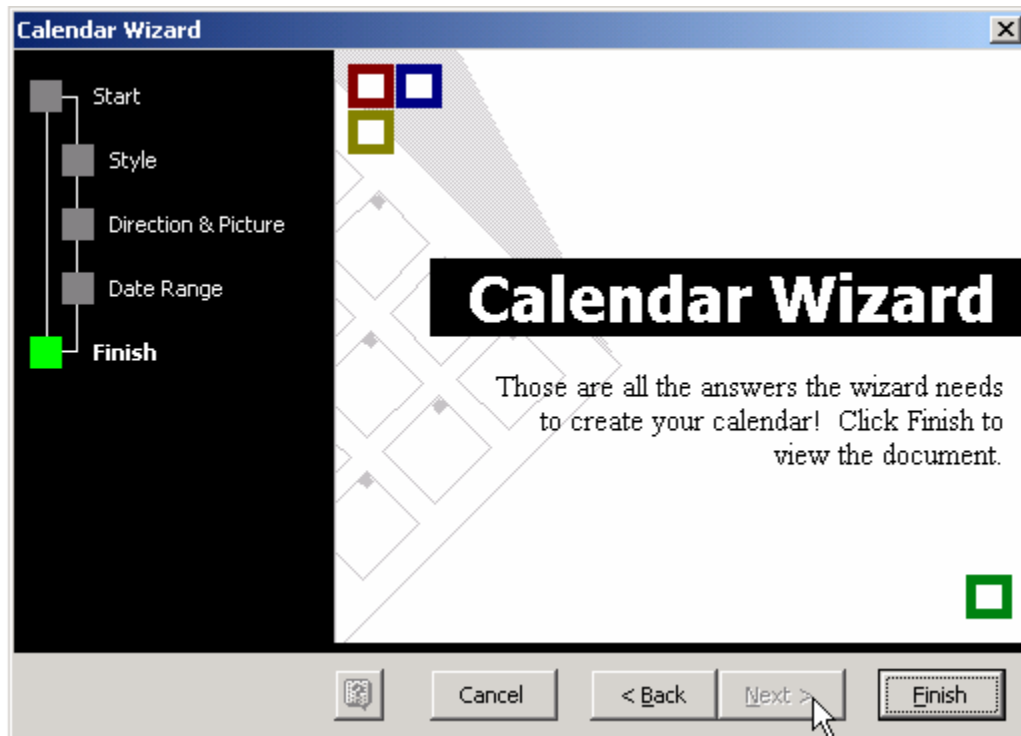 Calendar Wizard
Start
Style
Direction & Picture
Date Range
Finish
Calendar Wizard
Those are all the answers the wizard needs
to create your calendar!  Click Finish to
view the document.
Cancel
< Back
Next >
Finish